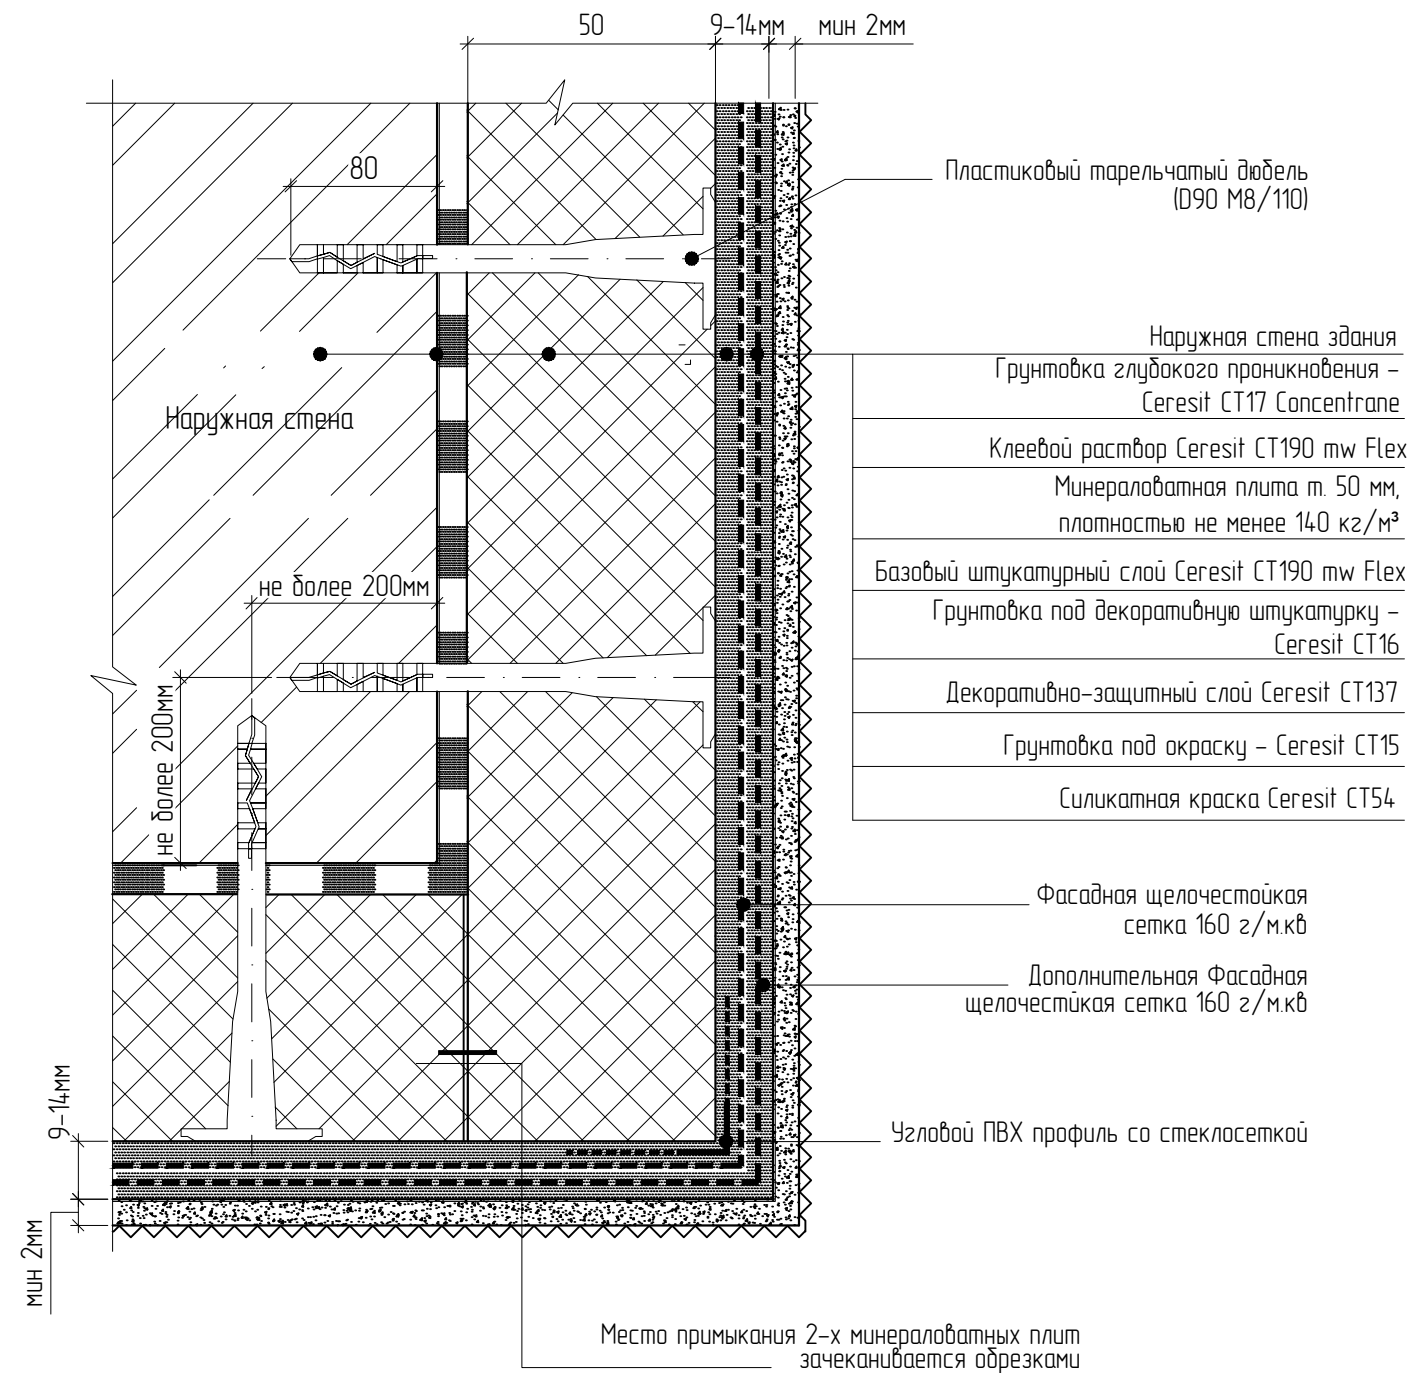 50
9-14мм
мин 2мм
80
Пластиковый тарельчатый дюбель
(D90 М8/110)
Наружная стена
Наружная стена здания
Грунтовка глубокого проникновения -
Ceresit CT17 Concentrane
Клеевой раствор Ceresit CT190 mw Flex
Минераловатная плита т. 50 мм,
плотностью не менее 140 кг/м³
Базовый штукатурный слой Ceresit CT190 mw Flex
Грунтовка под декоративную штукатурку -
Ceresit CT16
Декоративно-защитный слой Ceresit CT137
Грунтовка под окраску - Ceresit CT15
Силикатная краска Ceresit CT54
не более 200мм
не более 200мм
Фасадная щелочестойкая
сетка 160 г/м.кв
Дополнительная Фасадная
щелочестйкая сетка 160 г/м.кв
Угловой ПВХ профиль со стеклосеткой
9-14мм
мин 2мм
Место примыкания 2-х минераловатных плит
зачеканивается обрезками